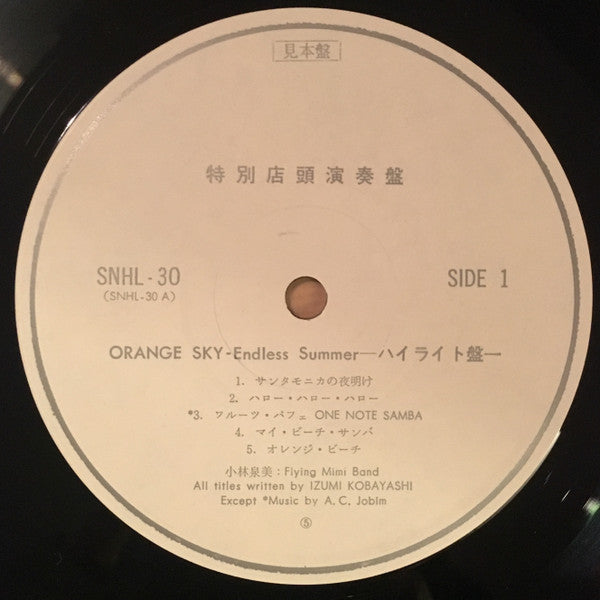 見本盤
特別店頭演奏盤
SNHL-30
(SNHL-30 A)
SIDE 1
ORANGE SKY-Endless Summer—ハイライト盤—
1. サンタモニカの夜明け
2. ハロー・ハロー・ハロー
*3. フルーツ・パフェ ONE NOTE SAMBA
4. マイ・ビーチ・サンバ
5. オレンジ・ビーチ
小林泉美：Flying Mimi Band
All titles written by IZUMI KOBAYASHI
Except *Music by A. C. Jobim
⑤